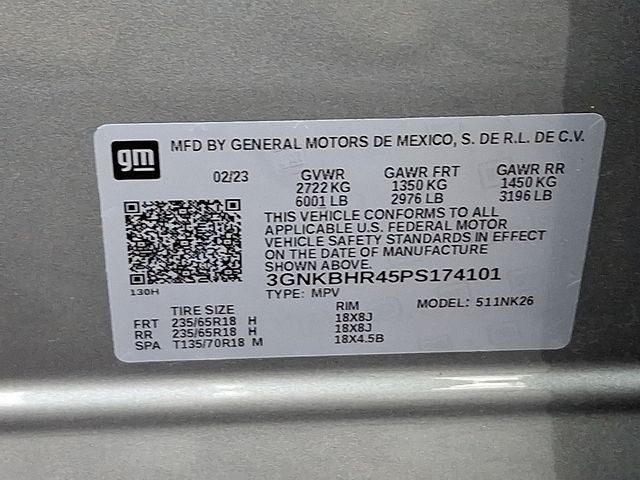 gm
MFD BY GENERAL MOTORS DE MEXICO, S. DE R.L. DE C.V.
02/23 GVWR GAWR FRT GAWR RR
2722 KG 1350 KG 1450 KG
6001 LB 2976 LB 3196 LB
THIS VEHICLE CONFORMS TO ALL
APPLICABLE U.S. FEDERAL MOTOR
VEHICLE SAFETY STANDARDS IN EFFECT
ON THE DATE OF MANUFACTURE
SHOWN ABOVE.
3GNKBHR45PS174101
130H
TYPE: MPV MODEL: 511NK26
TIRE SIZE RIM
FRT 235/65R18 H 18X8J
RR 235/65R18 H 18X8J
SPA T135/70R18 M 18X4.5B